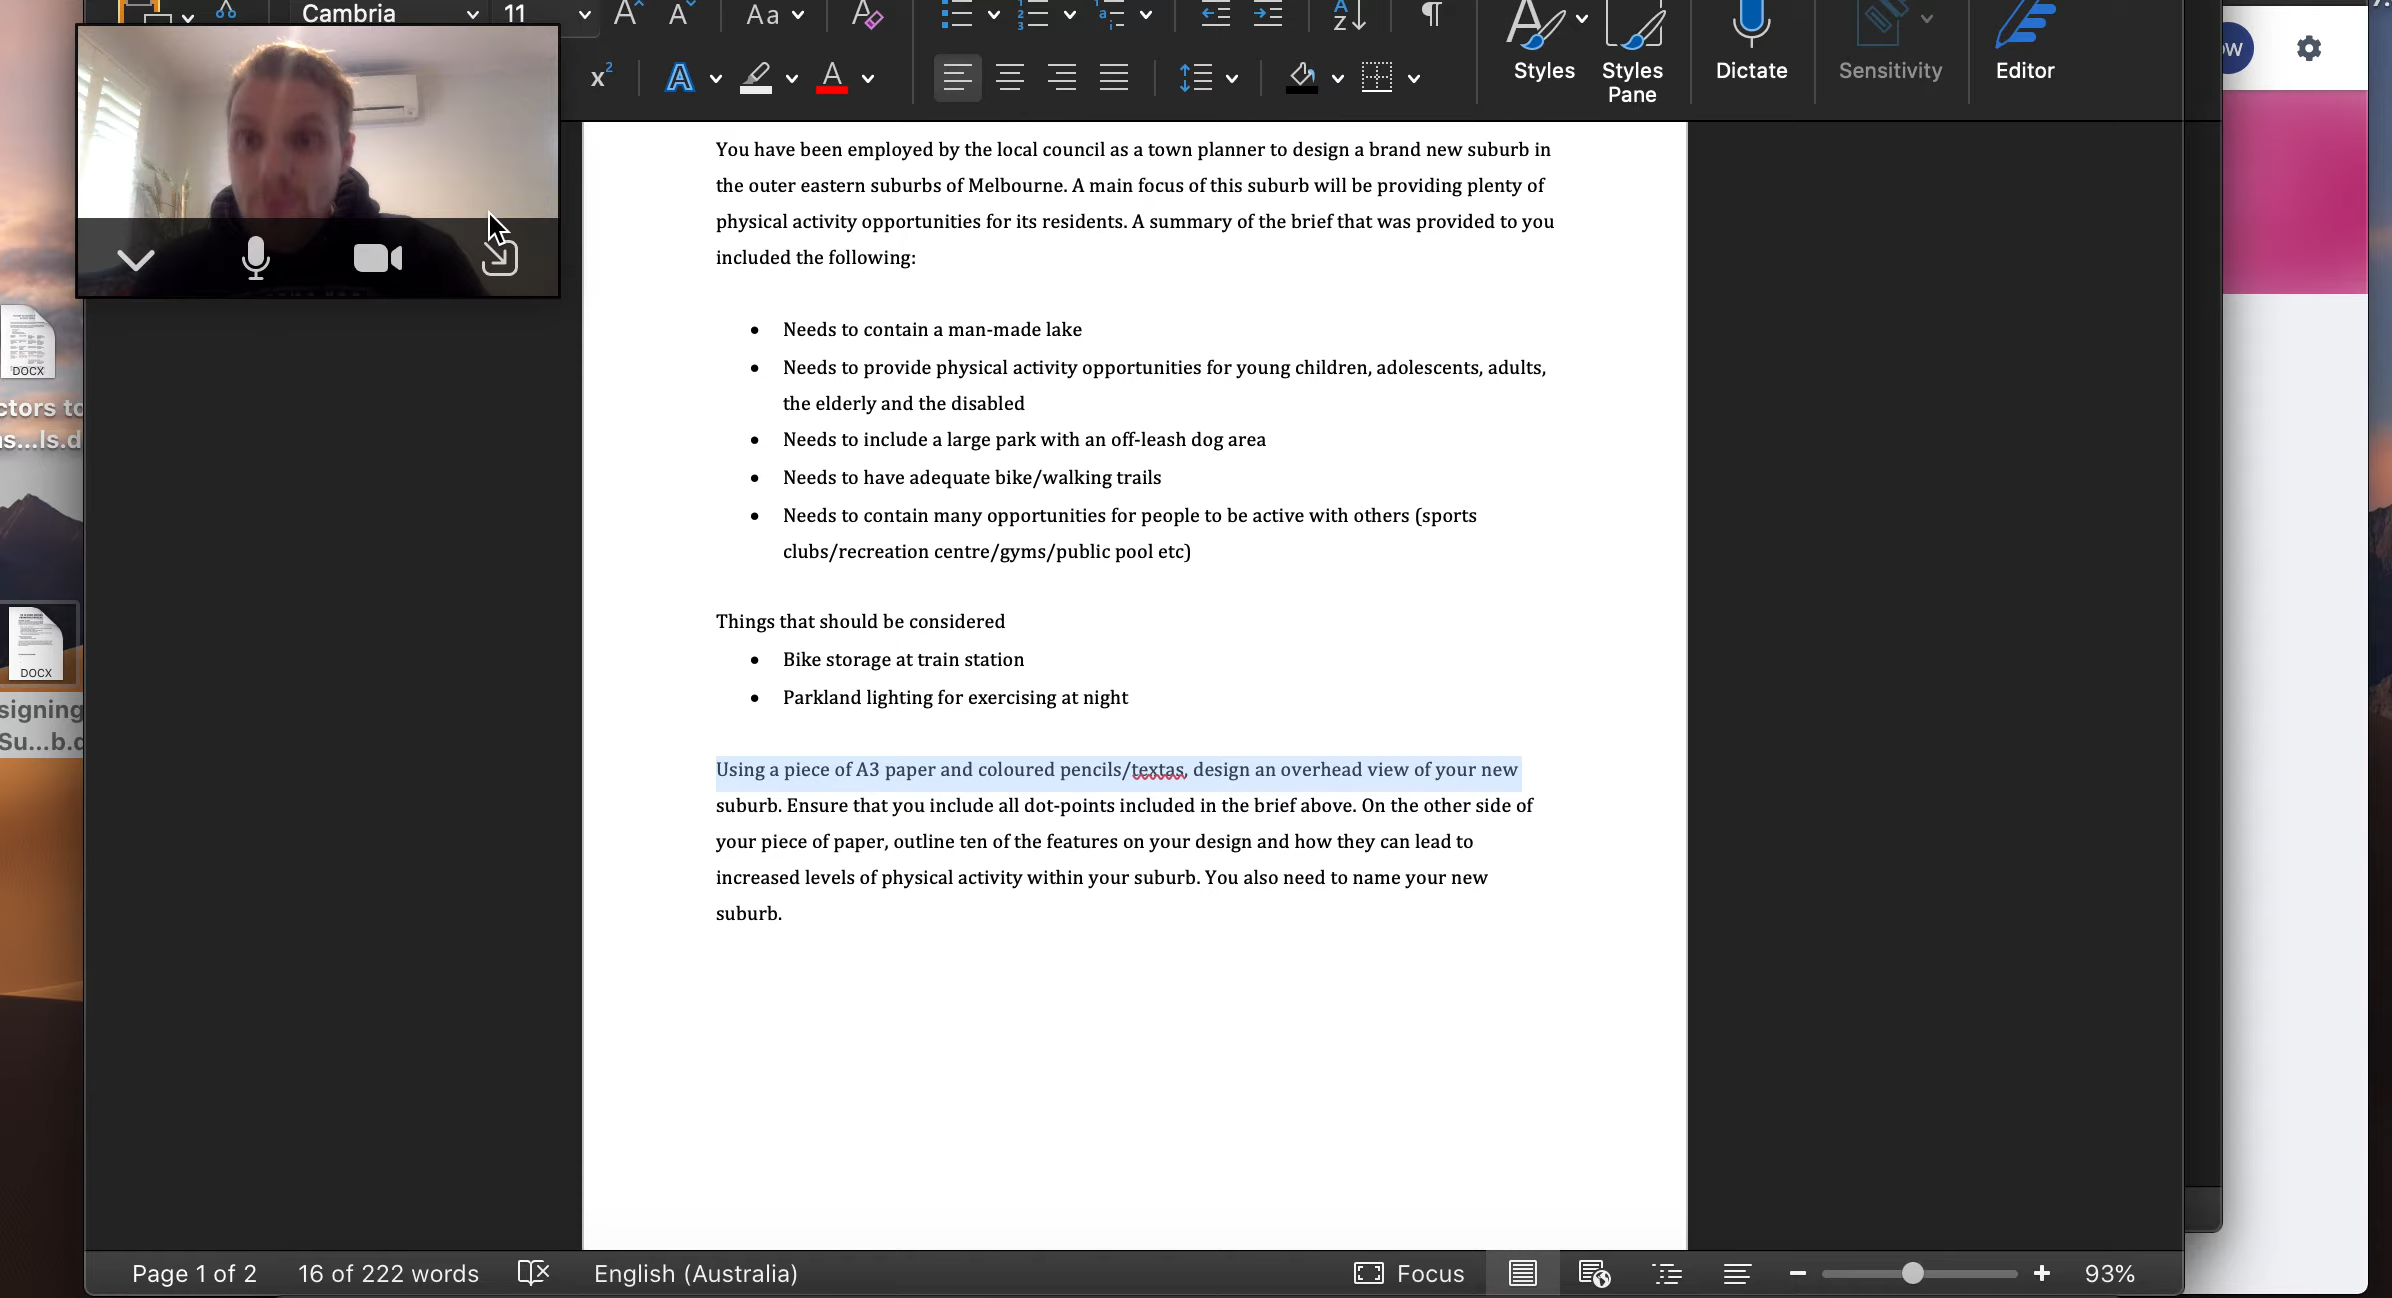 Cambria 11 Aa
Styles Styles Pane Dictate Sensitivity Editor
You have been employed by the local council as a town planner to design a brand new suburb in
the outer eastern suburbs of Melbourne. A main focus of this suburb will be providing plenty of
physical activity opportunities for its residents. A summary of the brief that was provided to you
included the following:
• Needs to contain a man-made lake
• Needs to provide physical activity opportunities for young children, adolescents, adults,
the elderly and the disabled
• Needs to include a large park with an off-leash dog area
• Needs to have adequate bike/walking trails
• Needs to contain many opportunities for people to be active with others (sports
clubs/recreation centre/gyms/public pool etc)
Things that should be considered
• Bike storage at train station
• Parkland lighting for exercising at night
Using a piece of A3 paper and coloured pencils/textas, design an overhead view of your new
suburb. Ensure that you include all dot-points included in the brief above. On the other side of
your piece of paper, outline ten of the features on your design and how they can lead to
increased levels of physical activity within your suburb. You also need to name your new
suburb.
DOCX
ctors to
s...ls.d
DOCX
signing
Su...b.d
Page 1 of 2 16 of 222 words English (Australia) Focus 93%